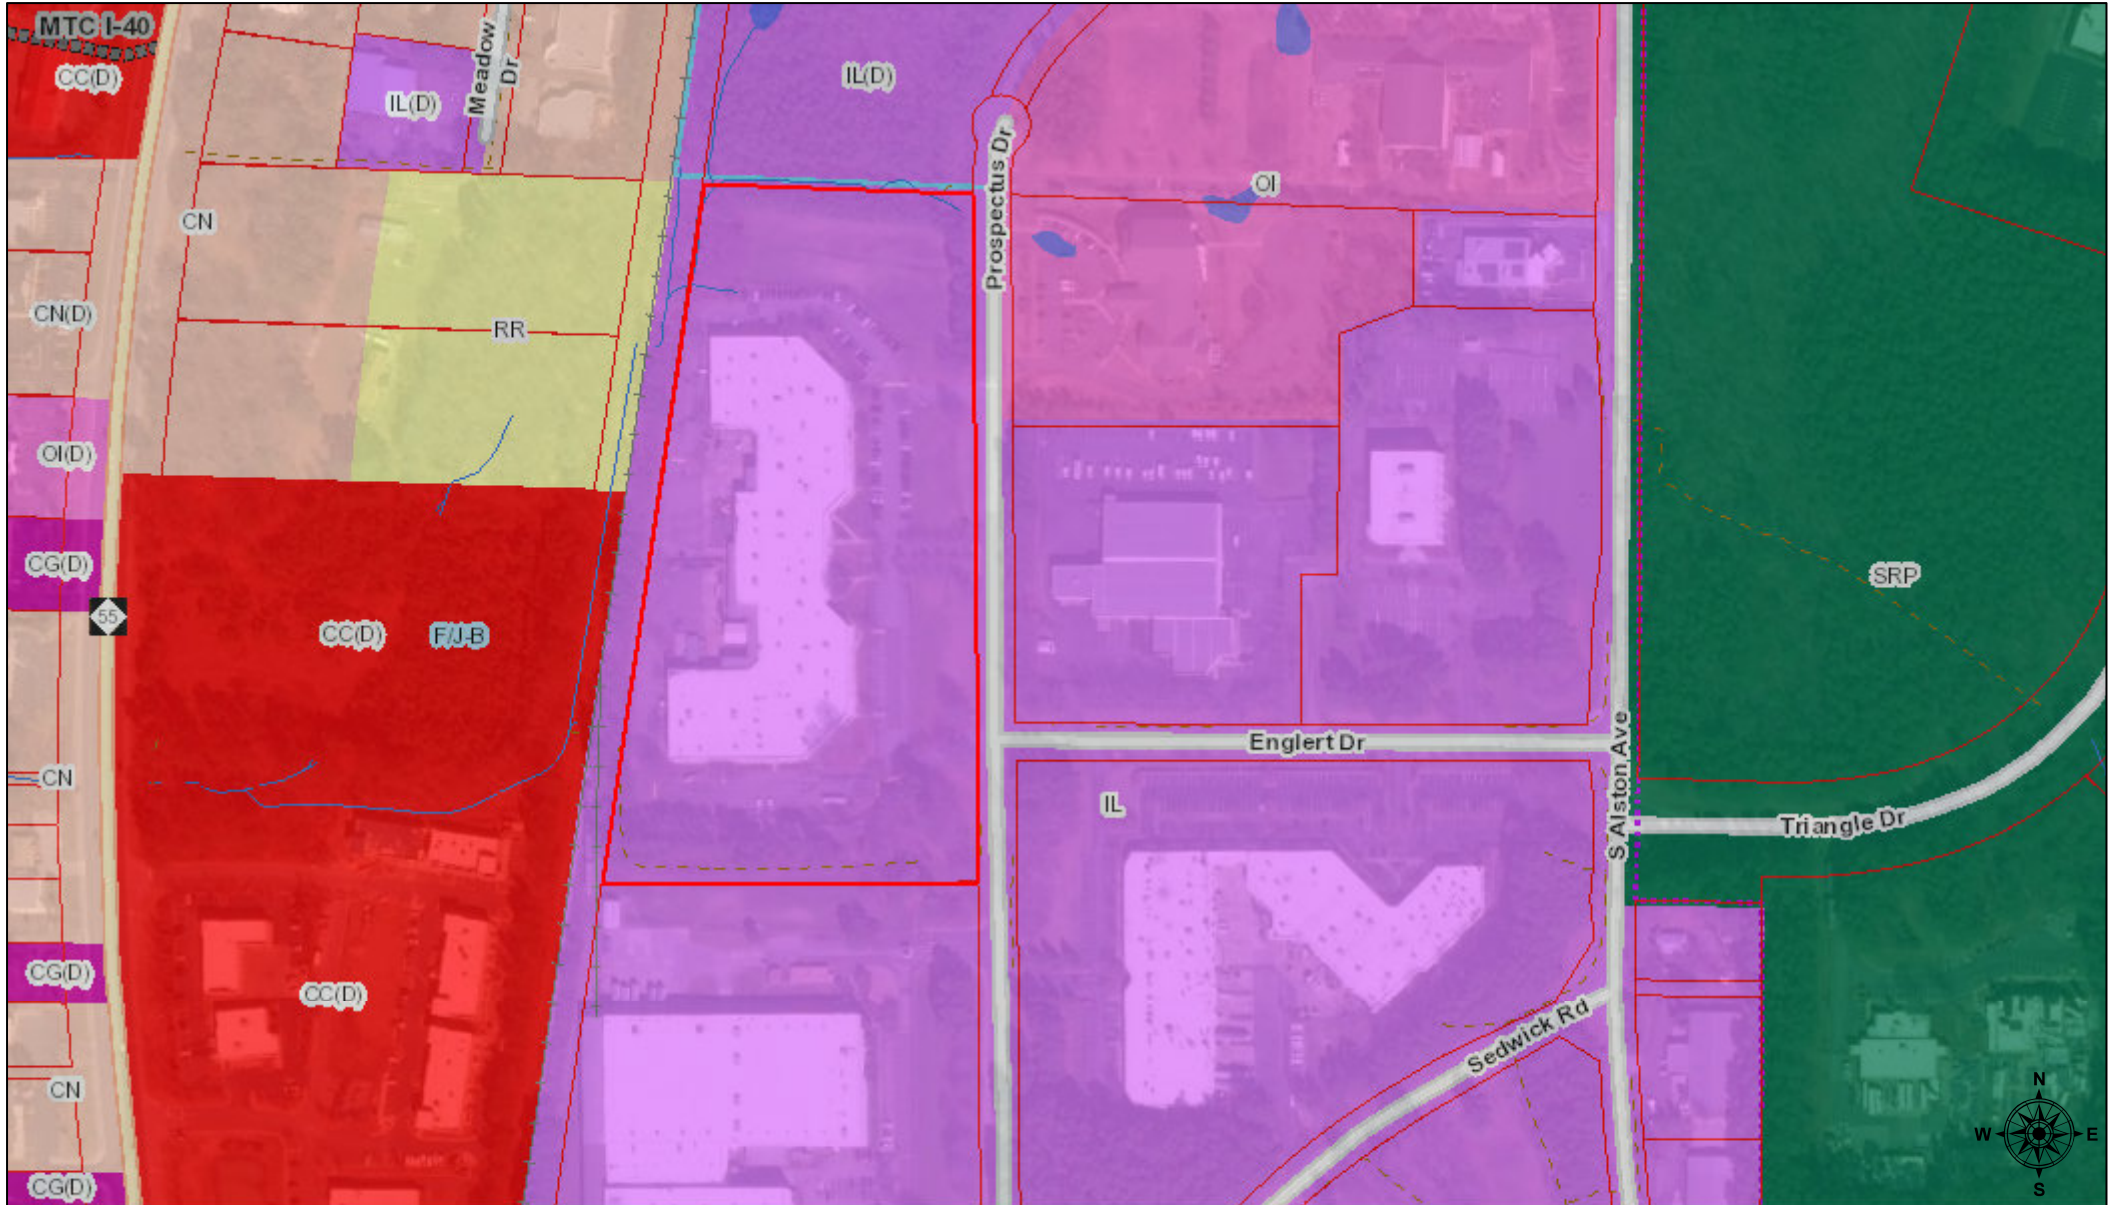 MTC I-40
CC(D)
IL(D)
Meadow
Dr
IL(D)
OI
CN
Prospectus Dr
CN(D)
RR
OI(D)
CG(D)
55
CC(D)
F/J-B
SRP
Englert Dr
S Alston Ave
CN
IL
Triangle Dr
CG(D)
CC(D)
Sedwick Rd
CN
CG(D)
N
W
E
S